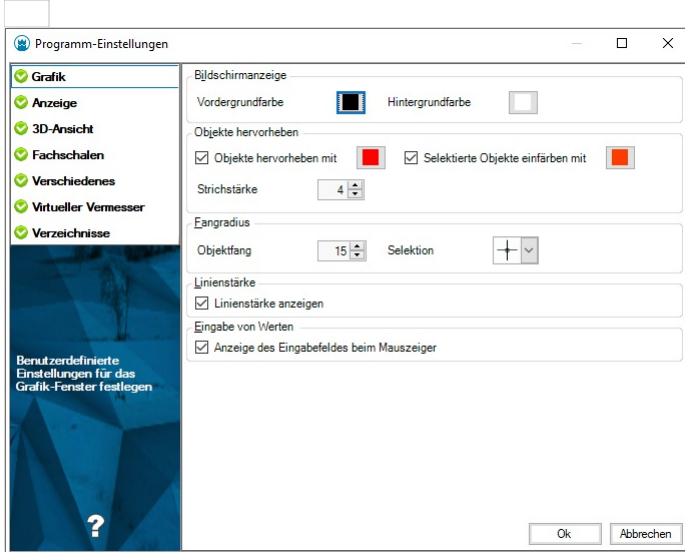 Programm-Einstellungen
Grafik
Anzeige
3D-Ansicht
Fachschalen
Verschiedenes
Virtueller Vermesser
Verzeichnisse
Benutzerdefinierte
Einstellungen für das
Grafik-Fenster festlegen
?
Bildschirmanzeige
Vordergrundfarbe Hintergrundfarbe
Objekte hervorheben
Objekte hervorheben mit Selektierte Objekte einfärben mit
Strichstärke 4
Fangradius
Objektfang 15 Selektion
Linienstärke
Linienstärke anzeigen
Eingabe von Werten
Anzeige des Eingabefeldes beim Mauszeiger
Ok Abbrechen